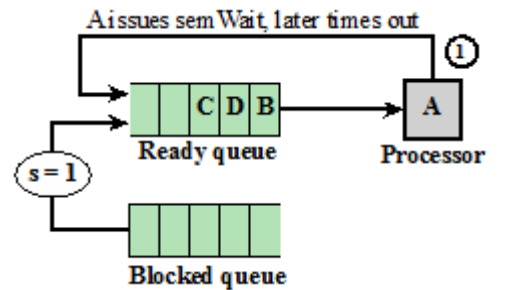 A issues semWait, later times out
1
C D B
A
Ready queue
Processor
s = 1
Blocked queue